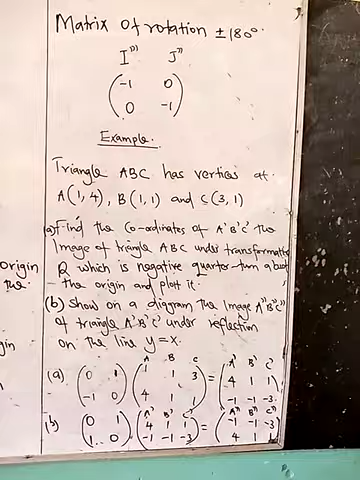 Matrix of rotation ±180°.
I''' J'''
( -1 0
0 -1 )
Example.
Triangle ABC has vertices at
A(1,4), B(1,1) and C(3,1)
(a) Find the Co-ordinates of A'B'C' the
Image of triangle ABC under transformatn
Q which is negative quarter-turn about
the origin and plot it.
(b) Show on a diagram the Image A''B''C''
of triangle A'B'C' under reflection
on the line y=x.
A B C A' B' C'
(a) ( 0 1 ) ( 1 1 3 ) = ( 4 1 1 )
( -1 0 ) ( 4 1 1 ) ( -1 -1 -3 )
A' B' C' A'' B'' C''
(b) ( 0 1 ) ( 4 1 1 ) = ( -1 -1 -3 )
( 1 0 ) ( -1 -1 -3 ) ( 4 1 1 )
Origin
the.
gin